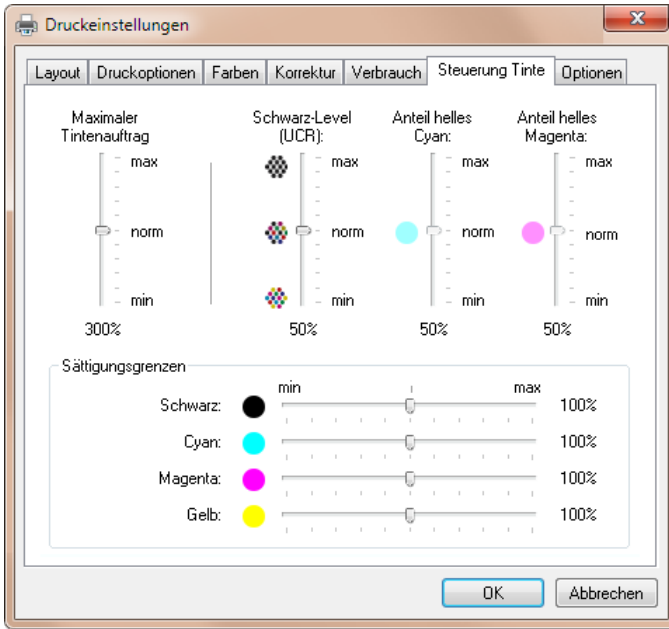 Druckeinstellungen
Layout Druckoptionen Farben Korrektur Verbrauch Steuerung Tinte Optionen
Maximaler
Tintenauftrag
max
norm
min
300%
Schwarz-Level
(UCR):
max
norm
min
50%
Anteil helles
Cyan:
max
norm
min
50%
Anteil helles
Magenta:
max
norm
min
50%
Sättigungsgrenzen
min max
Schwarz: 100%
Cyan: 100%
Magenta: 100%
Gelb: 100%
OK Abbrechen